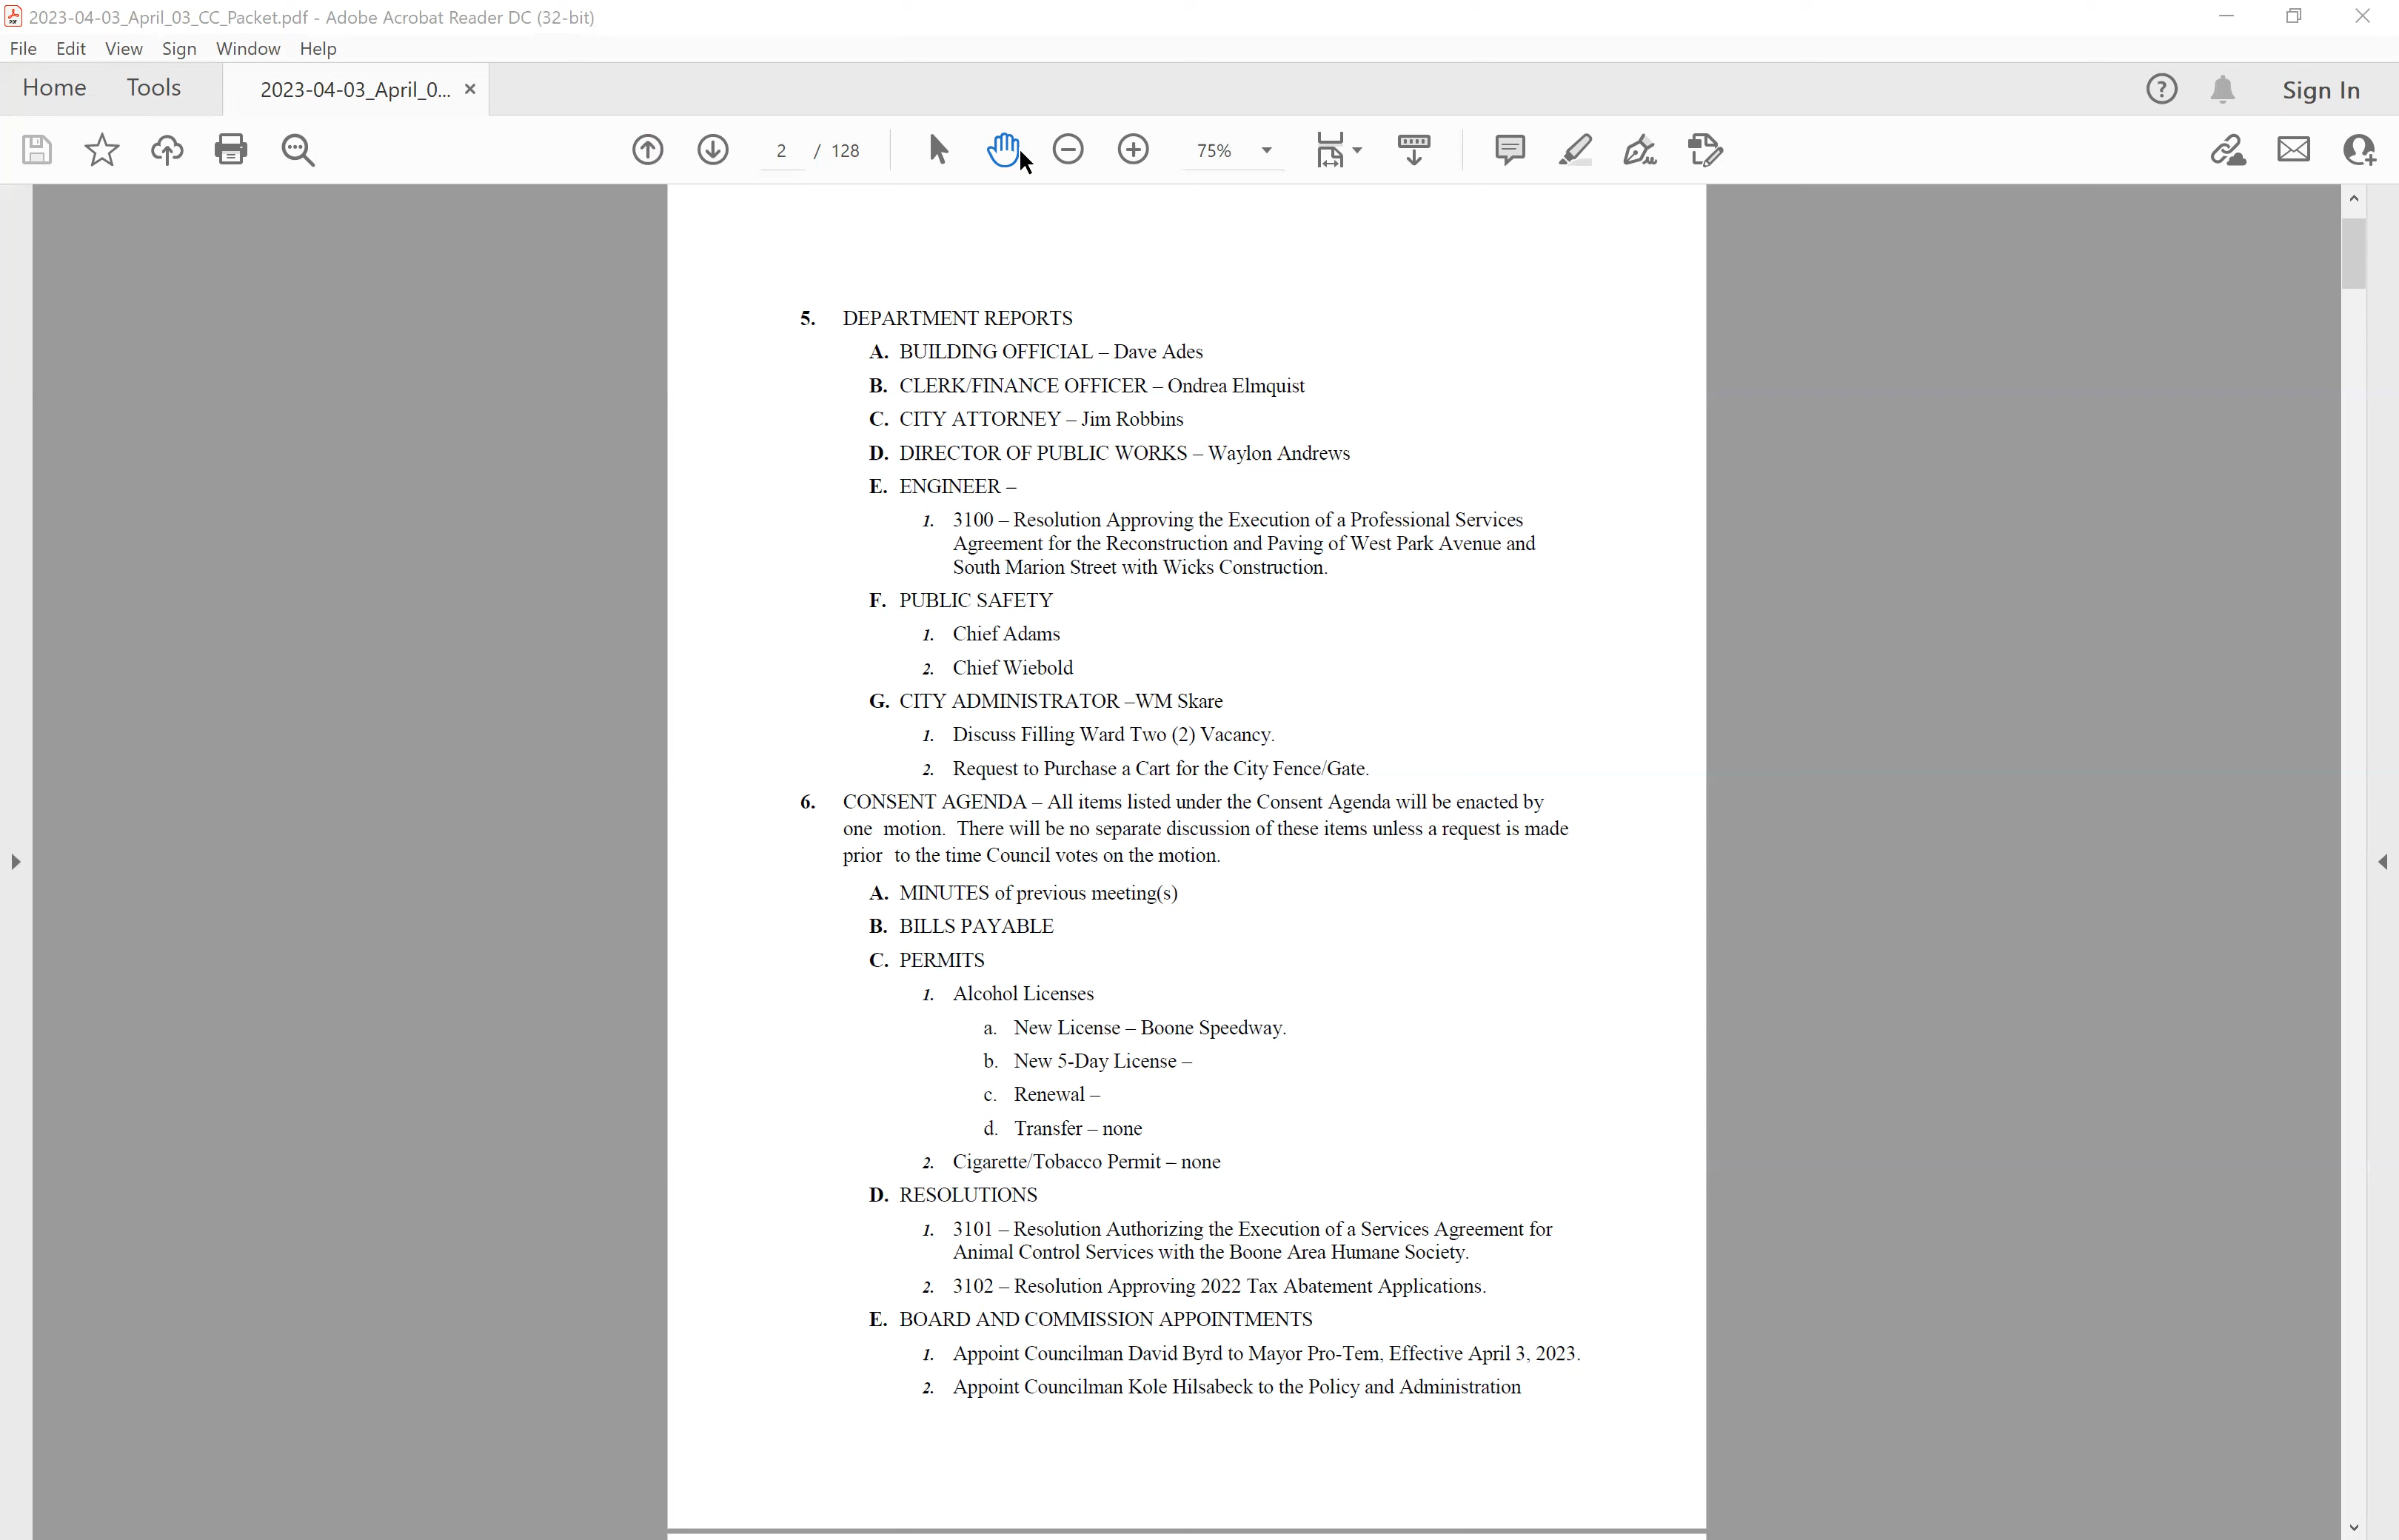 2023-04-03_April_03_CC_Packet.pdf - Adobe Acrobat Reader DC (32-bit)
File Edit View Sign Window Help
Home Tools 2023-04-03_April_0... × ? Sign In
2 / 128 75%
5. DEPARTMENT REPORTS
A. BUILDING OFFICIAL – Dave Ades
B. CLERK/FINANCE OFFICER – Ondrea Elmquist
C. CITY ATTORNEY – Jim Robbins
D. DIRECTOR OF PUBLIC WORKS – Waylon Andrews
E. ENGINEER –
1. 3100 – Resolution Approving the Execution of a Professional Services
Agreement for the Reconstruction and Paving of West Park Avenue and
South Marion Street with Wicks Construction.
F. PUBLIC SAFETY
1. Chief Adams
2. Chief Wiebold
G. CITY ADMINISTRATOR –WM Skare
1. Discuss Filling Ward Two (2) Vacancy.
2. Request to Purchase a Cart for the City Fence/Gate.
6. CONSENT AGENDA – All items listed under the Consent Agenda will be enacted by
one motion. There will be no separate discussion of these items unless a request is made
prior to the time Council votes on the motion.
A. MINUTES of previous meeting(s)
B. BILLS PAYABLE
C. PERMITS
1. Alcohol Licenses
a. New License – Boone Speedway.
b. New 5-Day License –
c. Renewal –
d. Transfer – none
2. Cigarette/Tobacco Permit – none
D. RESOLUTIONS
1. 3101 – Resolution Authorizing the Execution of a Services Agreement for
Animal Control Services with the Boone Area Humane Society.
2. 3102 – Resolution Approving 2022 Tax Abatement Applications.
E. BOARD AND COMMISSION APPOINTMENTS
1. Appoint Councilman David Byrd to Mayor Pro-Tem, Effective April 3, 2023.
2. Appoint Councilman Kole Hilsabeck to the Policy and Administration